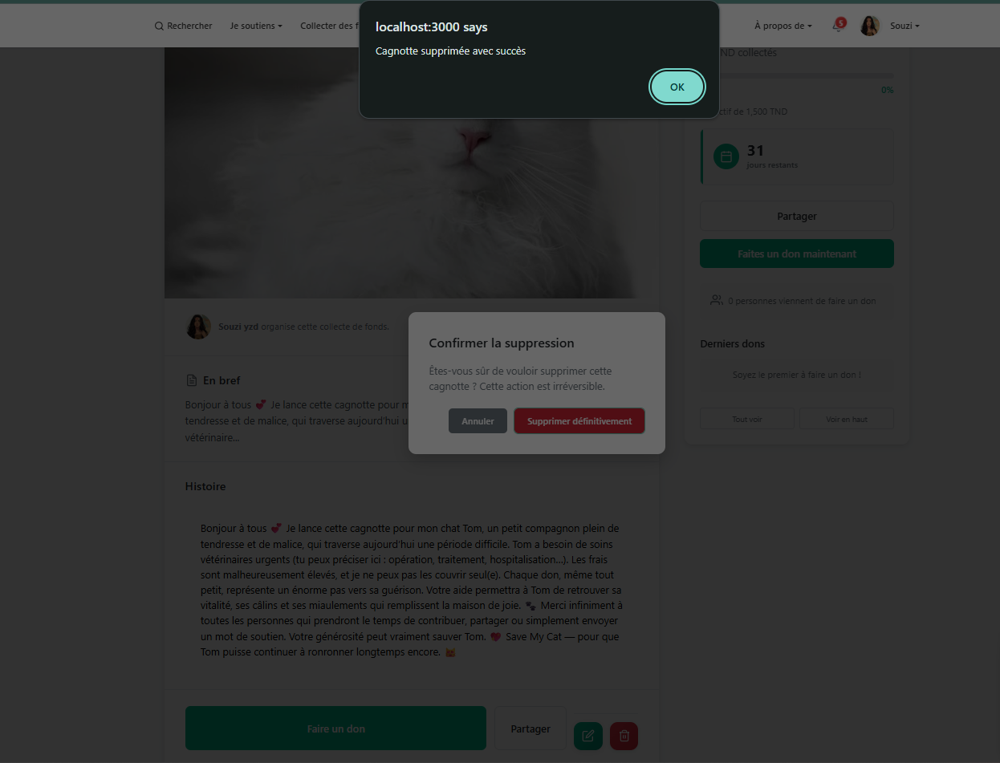 Rechercher
Je soutiens
Collecter des f
À propos de
5
Souzi
localhost:3000 says
Cagnotte supprimée avec succès
OK
ND collectés
0%
ctif de 1,500 TND
31
jours restants
Partager
Faites un don maintenant
0 personnes viennent de faire un don
Derniers dons
Soyez le premier à faire un don !
Tout voir
Voir en haut
Souzi yzd organise cette collecte de fonds.
En bref
Bonjour à tous 💕 Je lance cette cagnotte pour m
tendresse et de malice, qui traverse aujourd'hui u
vétérinaire...
Confirmer la suppression
Êtes-vous sûr de vouloir supprimer cette
cagnotte ? Cette action est irréversible.
Annuler
Supprimer définitivement
Histoire
Bonjour à tous 💕 Je lance cette cagnotte pour mon chat Tom, un petit compagnon plein de
tendresse et de malice, qui traverse aujourd'hui une période difficile. Tom a besoin de soins
vétérinaires urgents (tu peux préciser ici : opération, traitement, hospitalisation…). Les frais
sont malheureusement élevés, et je ne peux pas les couvrir seul(e). Chaque don, même tout
petit, représente un énorme pas vers sa guérison. Votre aide permettra à Tom de retrouver sa
vitalité, ses câlins et ses miaulements qui remplissent la maison de joie. 🐾 Merci infiniment à
toutes les personnes qui prendront le temps de contribuer, partager ou simplement envoyer
un mot de soutien. Votre générosité peut vraiment sauver Tom. 💖 Save My Cat — pour que
Tom puisse continuer à ronronner longtemps encore. 🐱
Faire un don
Partager